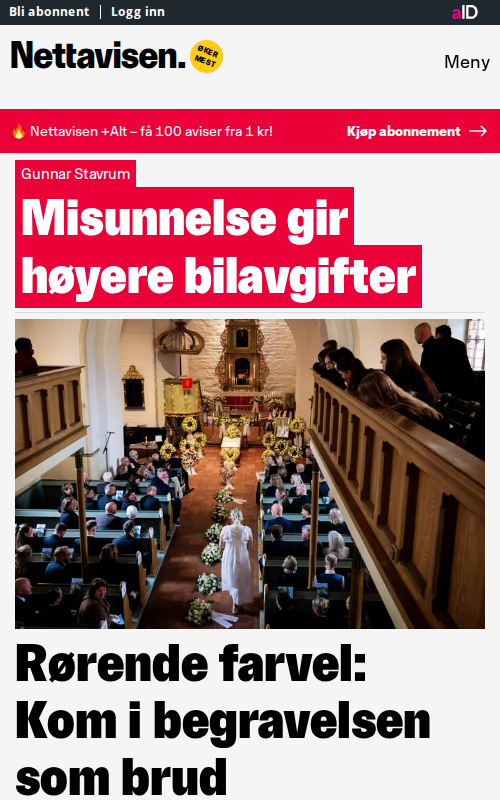 Bli abonnent | Logg inn
aID
Nettavisen.
ØKER
MEST
Meny
🔥 Nettavisen +Alt – få 100 aviser fra 1 kr!
Kjøp abonnement →
Gunnar Stavrum
Misunnelse gir
høyere bilavgifter
Rørende farvel:
Kom i begravelsen
som brud